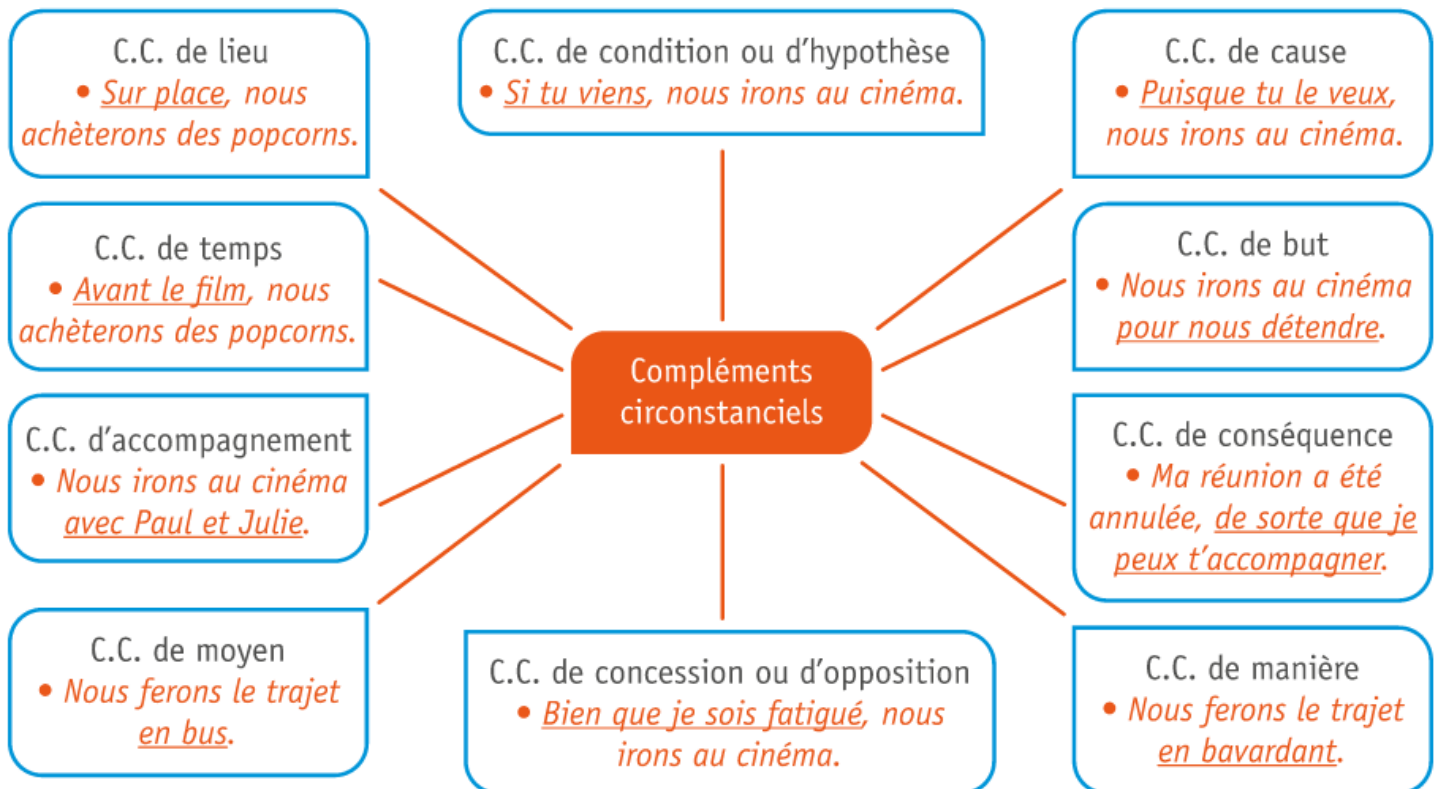 C.C. de lieu
• Sur place, nous
achèterons des popcorns.
C.C. de condition ou d'hypothèse
• Si tu viens, nous irons au cinéma.
C.C. de cause
• Puisque tu le veux,
nous irons au cinéma.
C.C. de temps
• Avant le film, nous
achèterons des popcorns.
C.C. de but
• Nous irons au cinéma
pour nous détendre.
Compléments
circonstanciels
C.C. d'accompagnement
• Nous irons au cinéma
avec Paul et Julie.
C.C. de conséquence
• Ma réunion a été
annulée, de sorte que je
peux t'accompagner.
C.C. de moyen
• Nous ferons le trajet
en bus.
C.C. de concession ou d'opposition
• Bien que je sois fatigué, nous
irons au cinéma.
C.C. de manière
• Nous ferons le trajet
en bavardant.